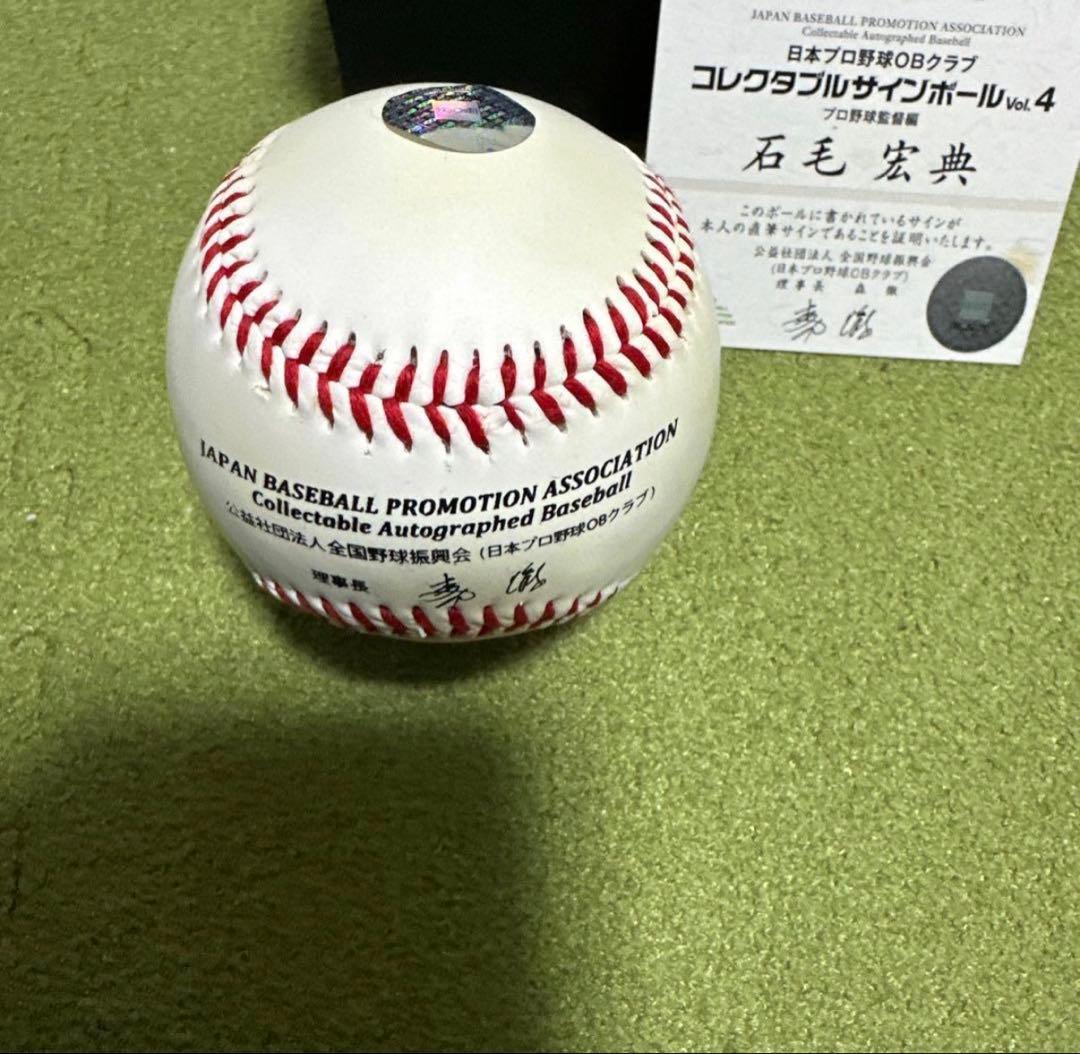 JAPAN BASEBALL PROMOTION ASSOCIATION
Collectable Autographed Baseball
日本プロ野球OBクラブ
コレクタブルサインボール Vol.4
プロ野球監督編
石毛 宏典
このボールに書かれているサインが
本人の直筆サインであることを証明いたします。
公益社団法人 全国野球振興会
(日本プロ野球OBクラブ)
理事長 森 徹
JAPAN BASEBALL PROMOTION ASSOCIATION
Collectable Autographed Baseball
公益社団法人全国野球振興会 (日本プロ野球OBクラブ)
理事長